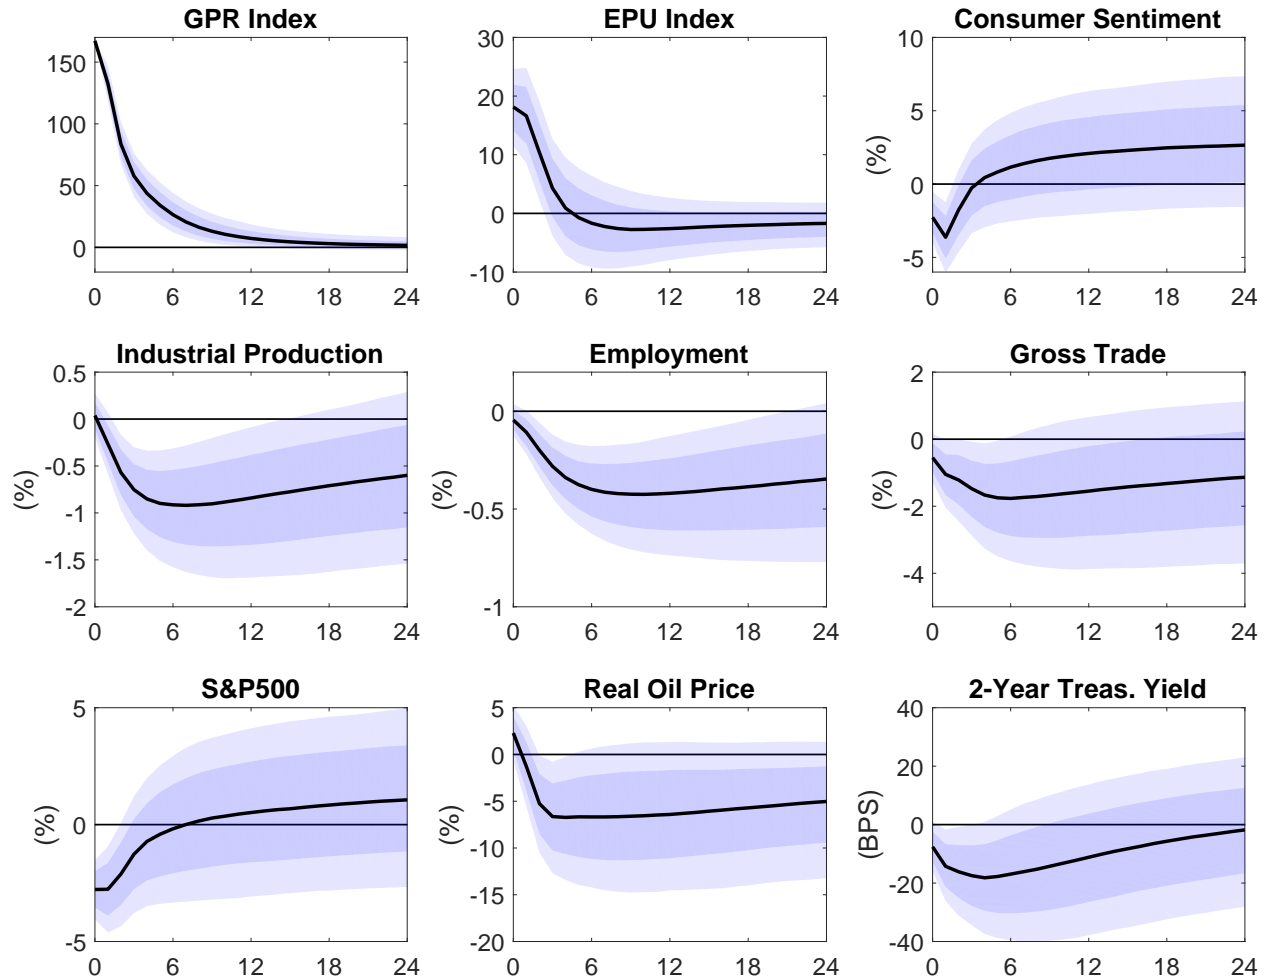 GPR Index
150
100
50
0
0 6 12 18 24
EPU Index
30
20
10
0
-10
0 6 12 18 24
Consumer Sentiment
(%)
10
5
0
-5
0 6 12 18 24
Industrial Production
(%)
0.5
0
-0.5
-1
-1.5
-2
0 6 12 18 24
Employment
(%)
0
-0.5
-1
0 6 12 18 24
Gross Trade
(%)
2
0
-2
-4
0 6 12 18 24
S&P500
(%)
5
0
-5
0 6 12 18 24
Real Oil Price
(%)
5
0
-5
-10
-15
-20
0 6 12 18 24
2-Year Treas. Yield
(BPS)
40
20
0
-20
-40
0 6 12 18 24